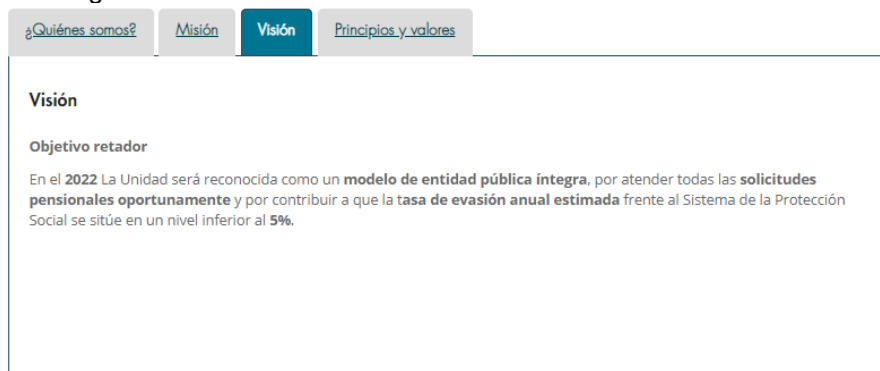 ¿Quiénes somos?
Misión
Visión
Principios y valores
Visión
Objetivo retador
En el 2022 La Unidad será reconocida como un modelo de entidad pública íntegra, por atender todas las solicitudes
pensionales oportunamente y por contribuir a que la tasa de evasión anual estimada frente al Sistema de la Protección
Social se sitúe en un nivel inferior al 5%.